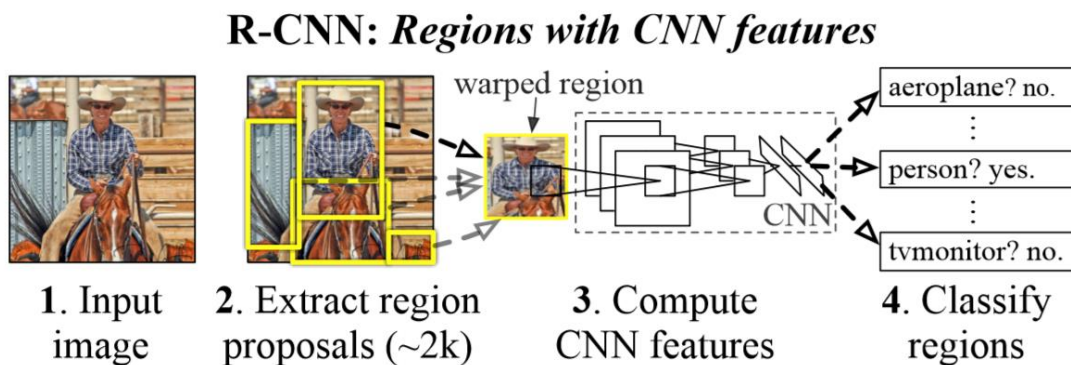 R-CNN: Regions with CNN features
warped region
aeroplane? no.
⋮
person? yes.
⋮
tvmonitor? no.
CNN
1. Input
image
2. Extract region
proposals (~2k)
3. Compute
CNN features
4. Classify
regions